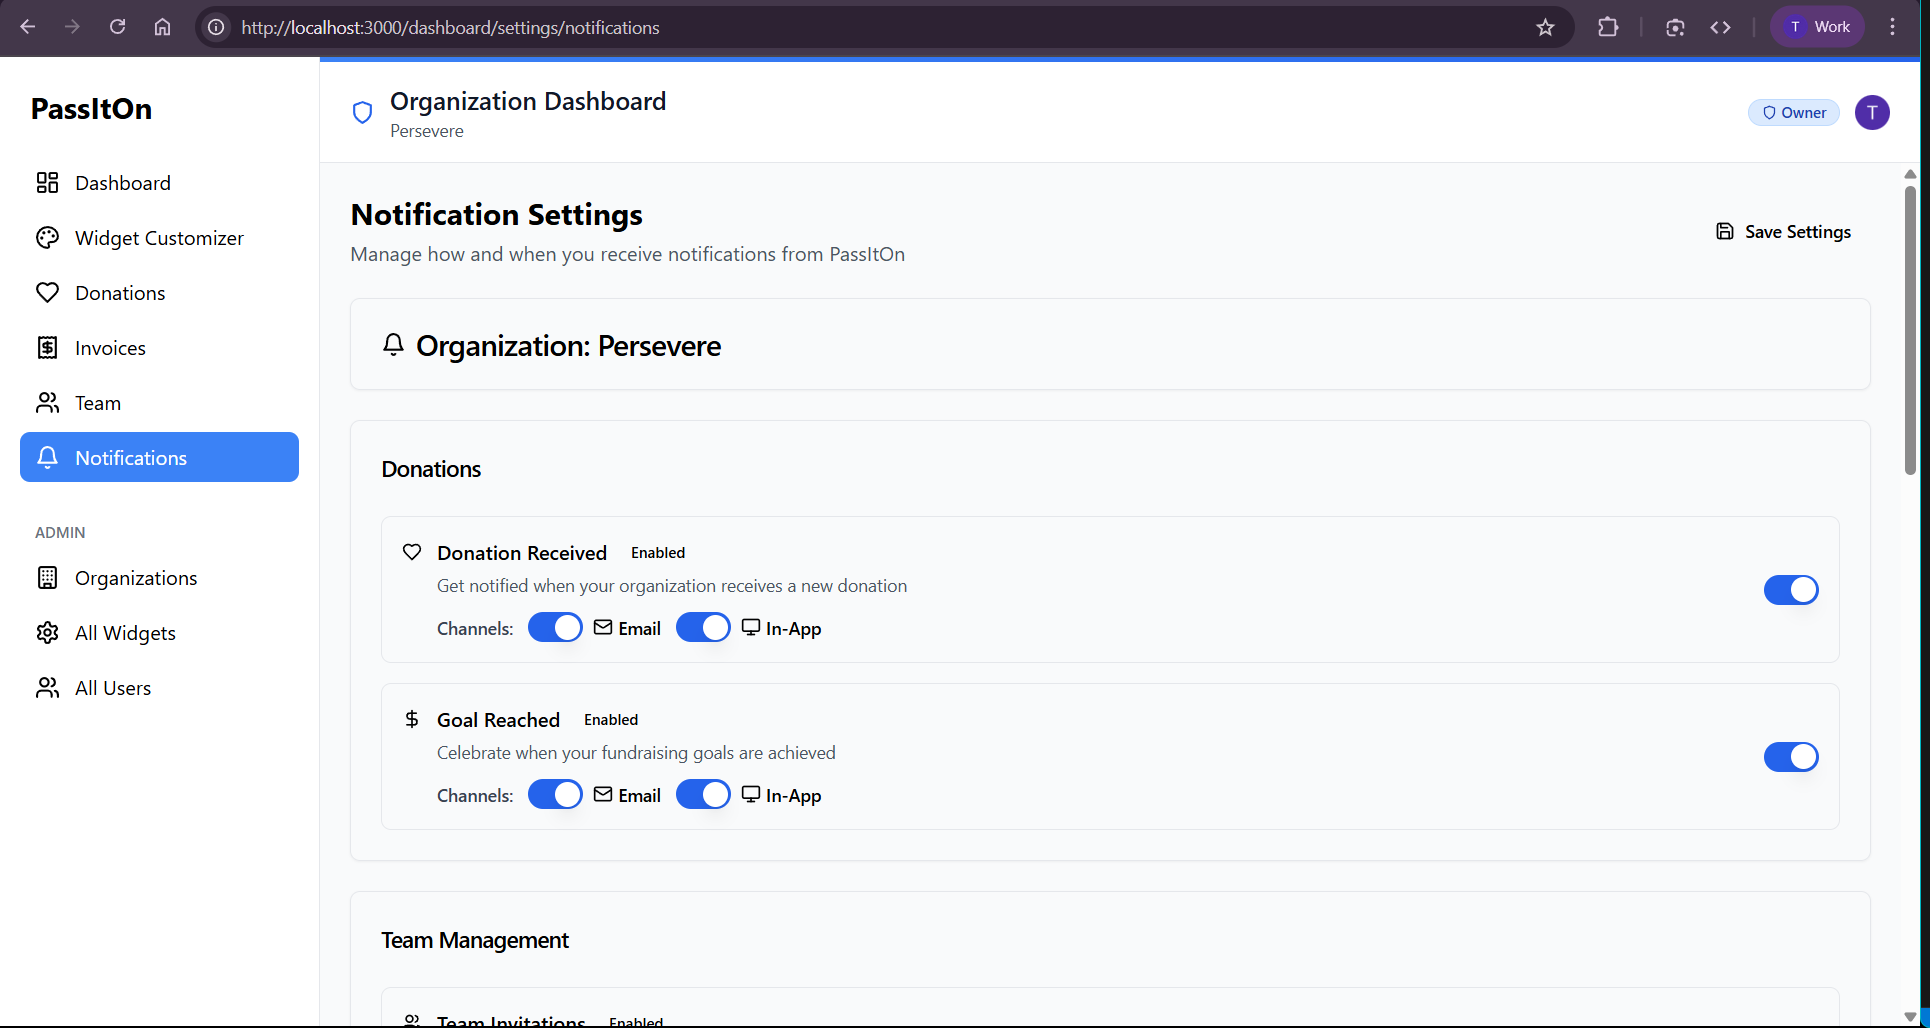 http://localhost:3000/dashboard/settings/notifications
T Work
PassItOn
Dashboard
Widget Customizer
Donations
Invoices
Team
Notifications
ADMIN
Organizations
All Widgets
All Users
Organization Dashboard
Persevere
Owner
T
Notification Settings
Manage how and when you receive notifications from PassItOn
Save Settings
Organization: Persevere
Donations
Donation Received Enabled
Get notified when your organization receives a new donation
Channels: Email In-App
Goal Reached Enabled
Celebrate when your fundraising goals are achieved
Channels: Email In-App
Team Management
Team Invitations Enabled